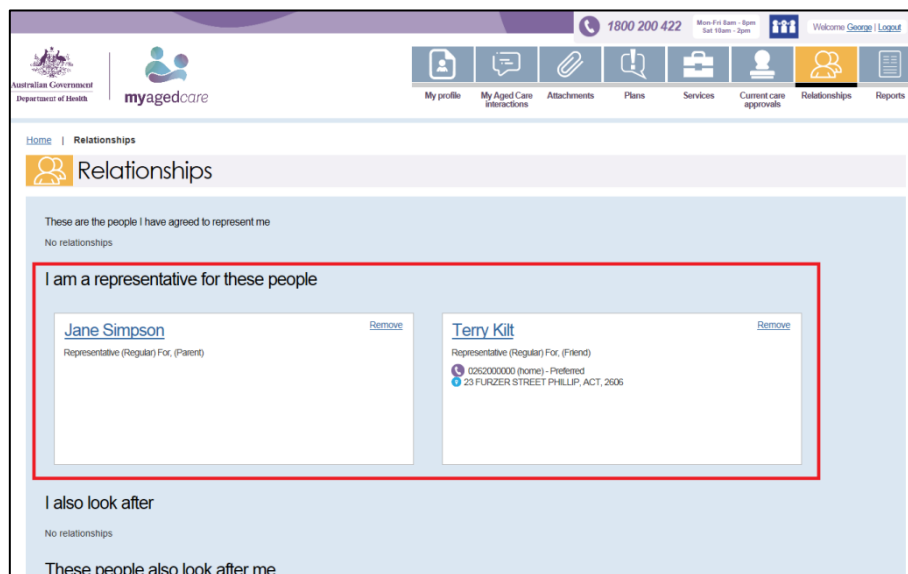 1800 200 422
Mon-Fri 8am - 8pm
Sat 10am - 2pm
Welcome George | Logout
Australian Government
Department of Health
myagedcare
My profile
My Aged Care interactions
Attachments
Plans
Services
Current care approvals
Relationships
Reports
Home | Relationships
Relationships
These are the people I have agreed to represent me
No relationships
I am a representative for these people
Jane Simpson
Remove
Representative (Regular) For, (Parent)
Terry Kilt
Remove
Representative (Regular) For, (Friend)
0262000000 (home) - Preferred
23 FURZER STREET PHILLIP, ACT, 2606
I also look after
No relationships
These people also look after me